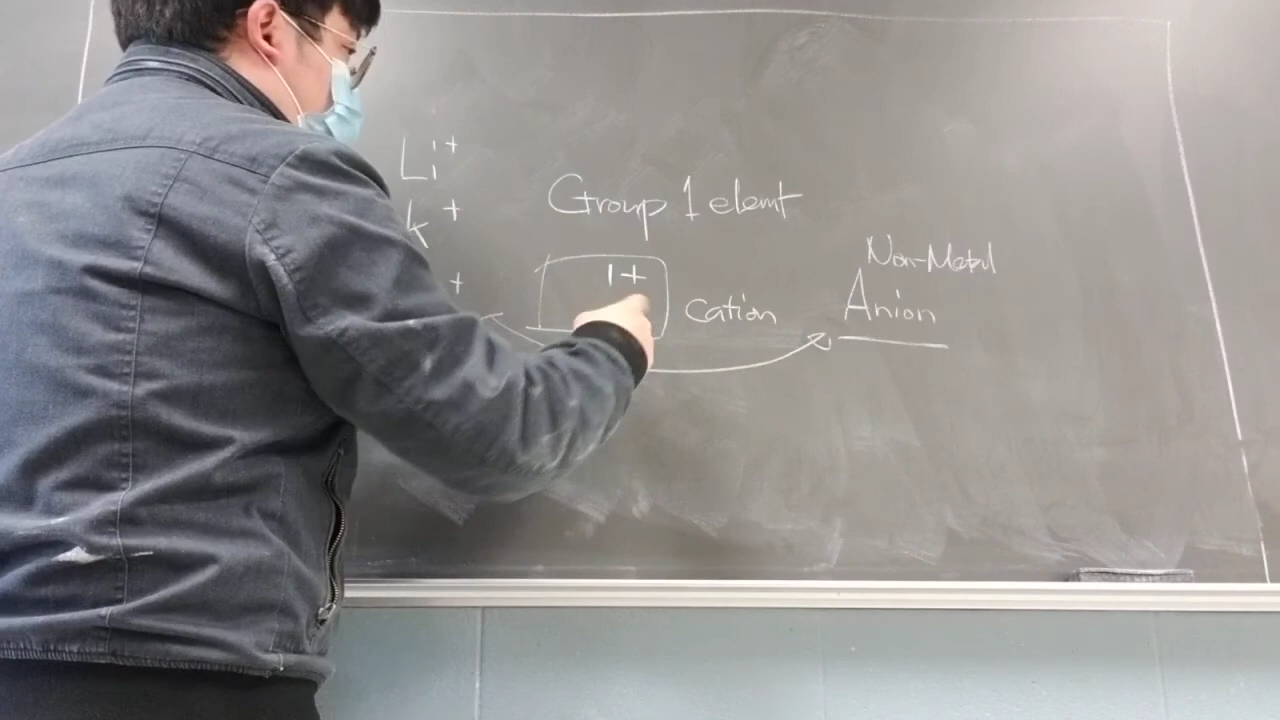 Li+
K+
+
Group 1 elemt
1+
Cation
Non-Metal
Anion